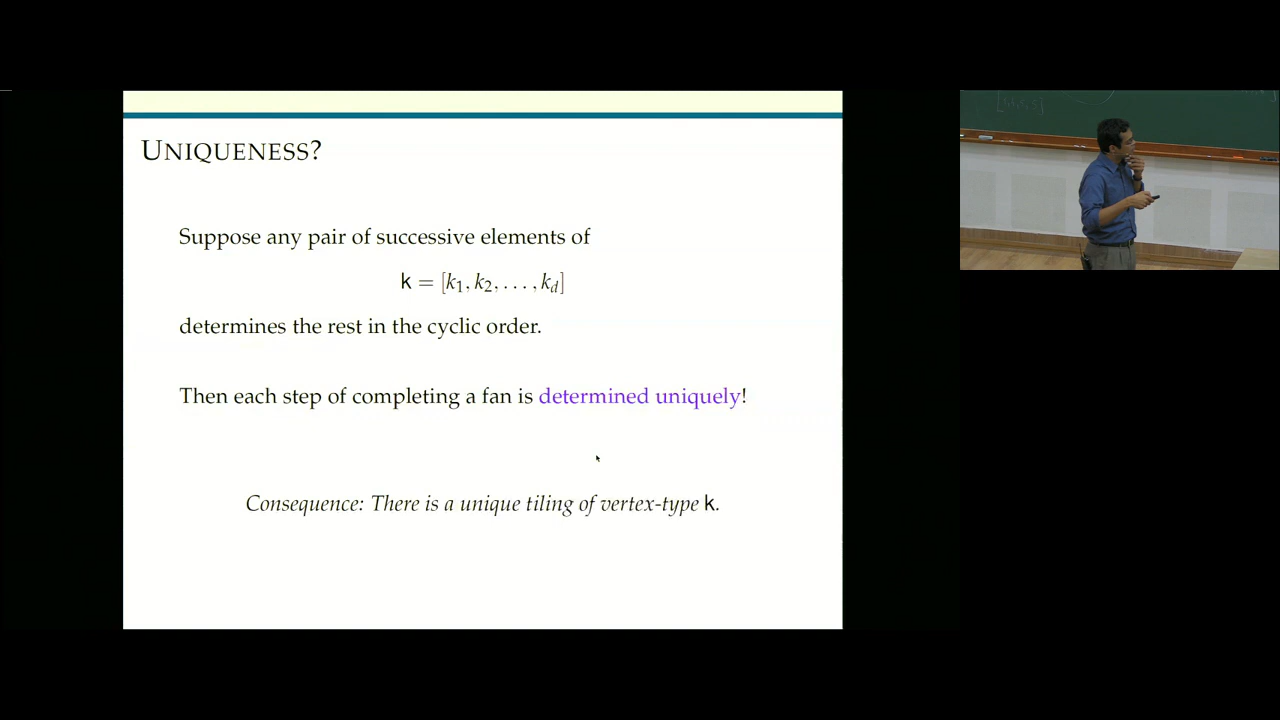 UNIQUENESS?
Suppose any pair of successive elements of
k = [k₁, k₂, . . . , k_d]
determines the rest in the cyclic order.
Then each step of completing a fan is determined uniquely!
Consequence: There is a unique tiling of vertex-type k.